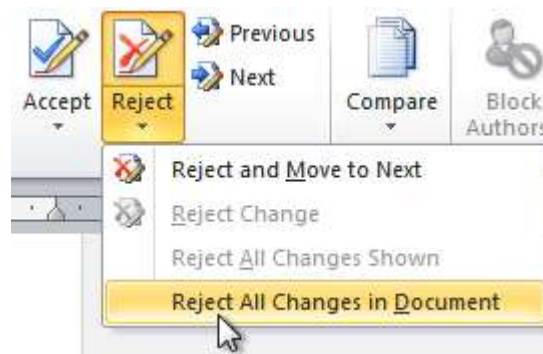 Previous
Next
Accept
Reject
Compare
Block
Authors
Reject and Move to Next
Reject Change
Reject All Changes Shown
Reject All Changes in Document